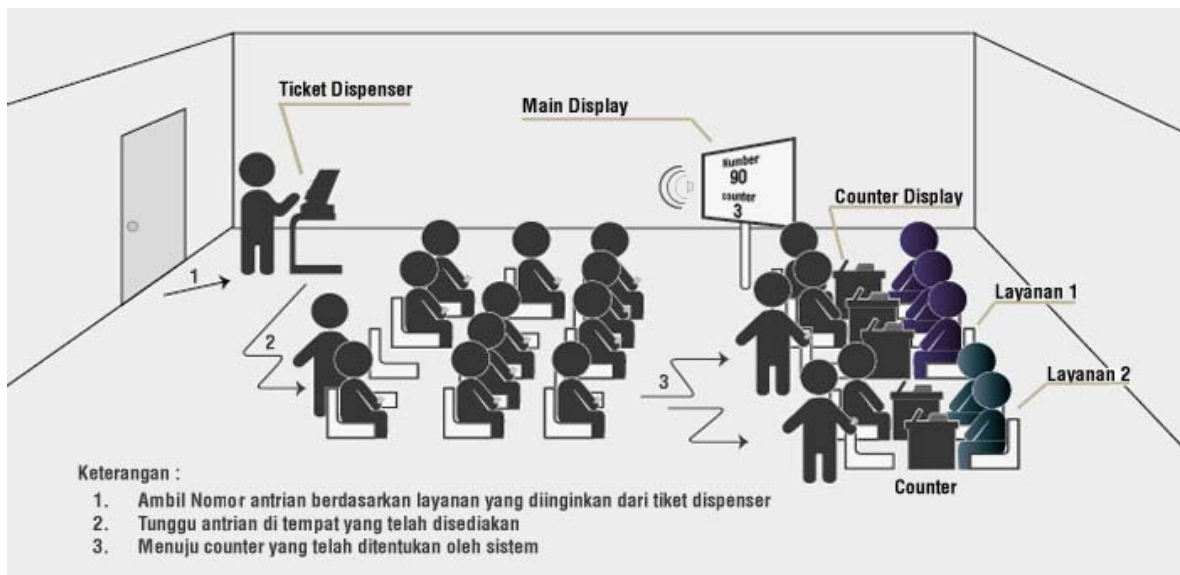 Ticket Dispenser
Main Display
Number
90
counter
3
Counter Display
1
Layanan 1
2
3
Layanan 2
Counter
Keterangan :
1. Ambil Nomor antrian berdasarkan layanan yang diinginkan dari tiket dispenser
2. Tunggu antrian di tempat yang telah disediakan
3. Menuju counter yang telah ditentukan oleh sistem